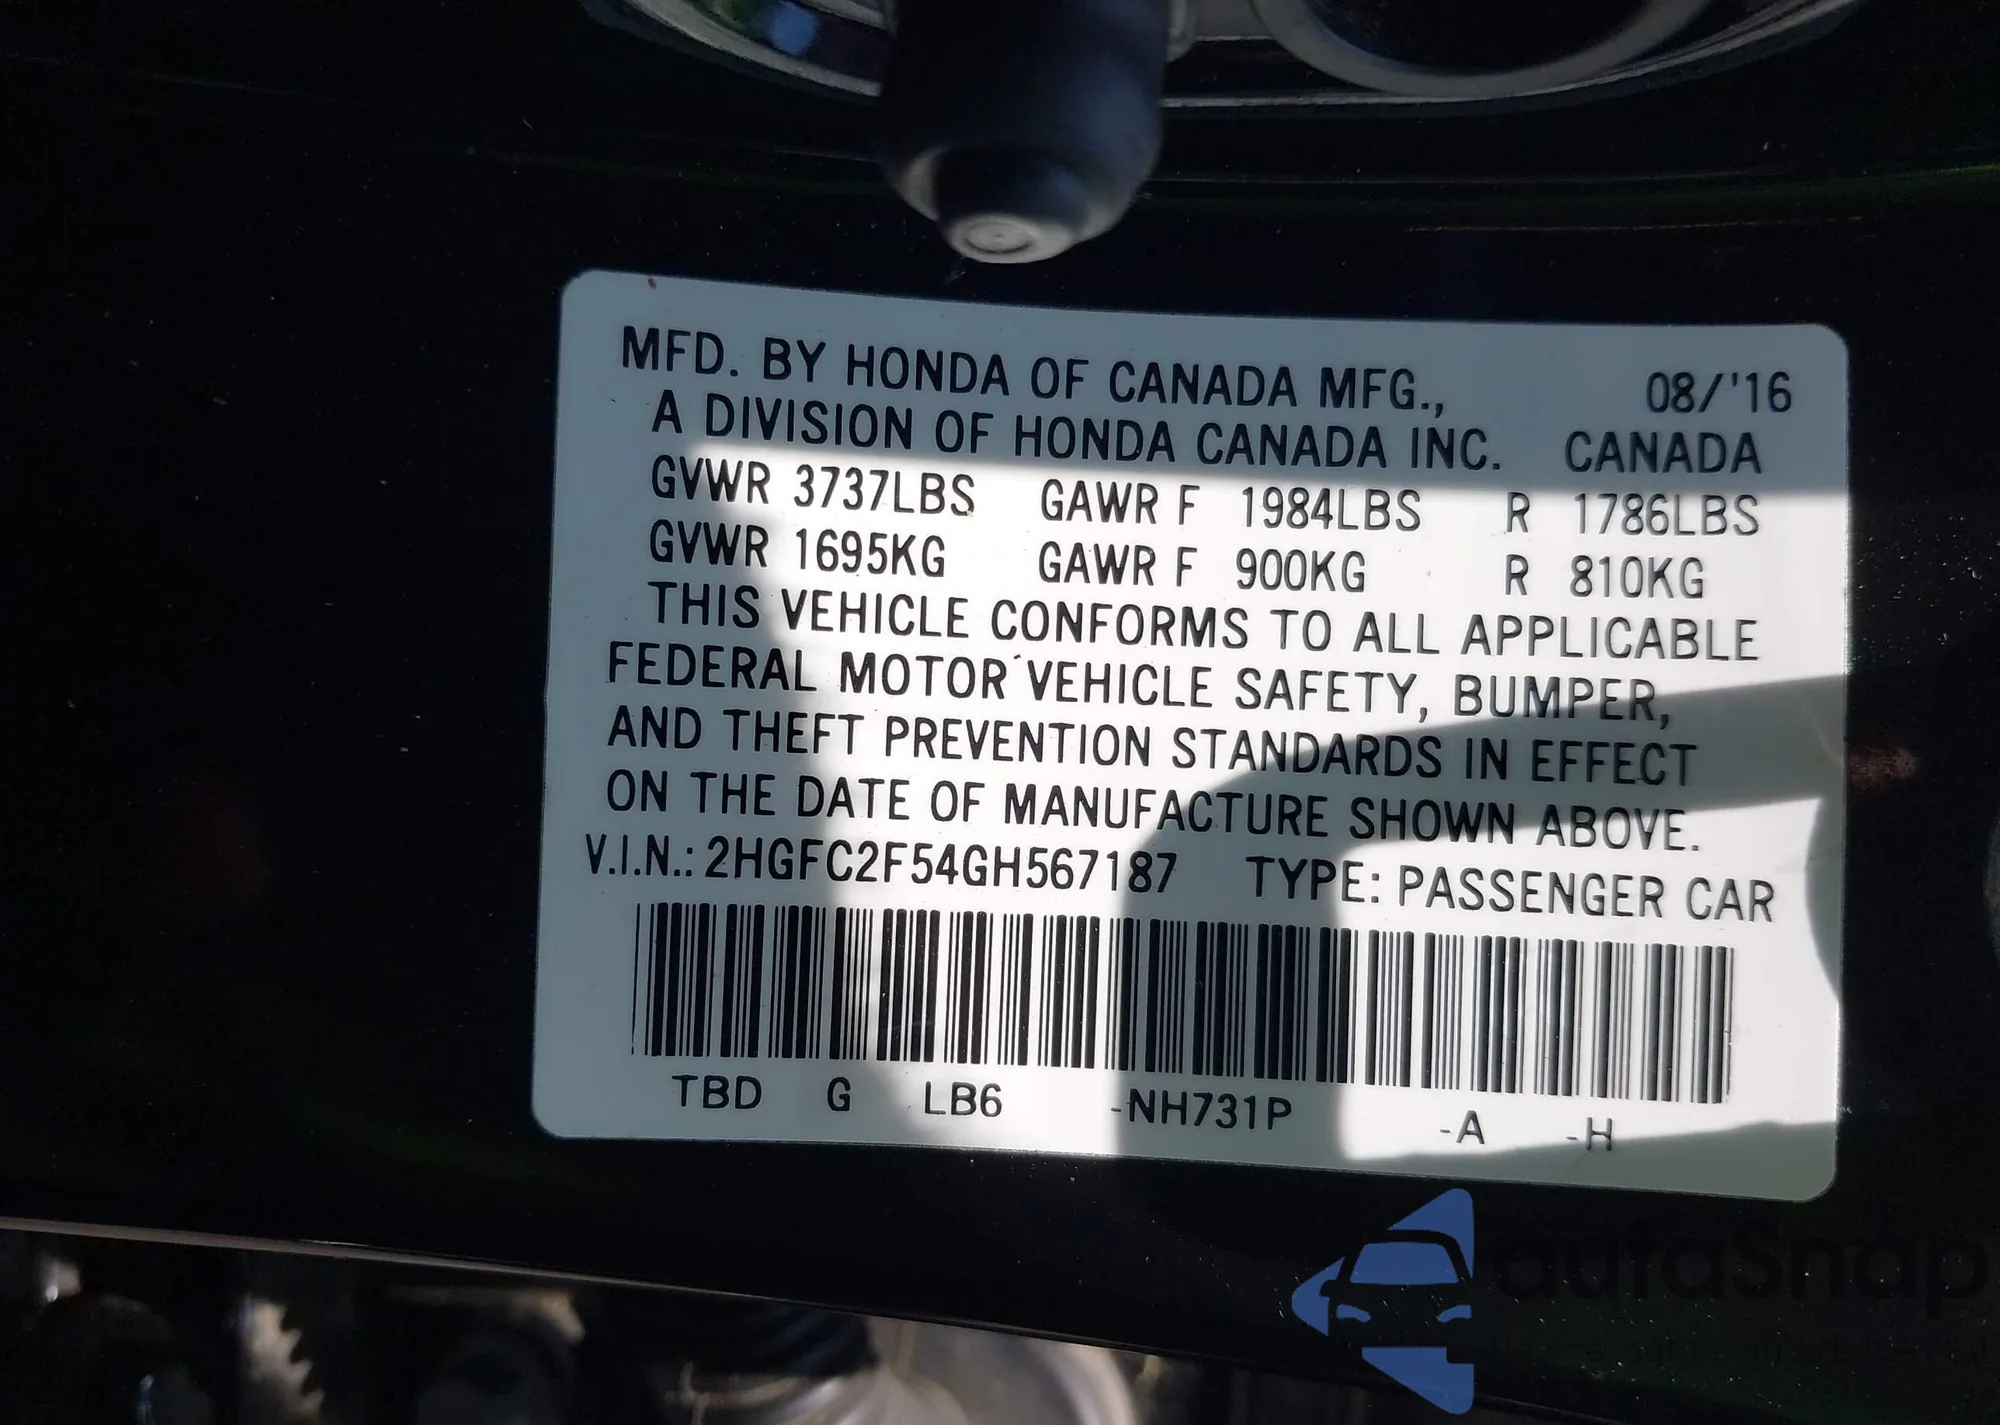 MFD. BY HONDA OF CANADA MFG., 08/'16
A DIVISION OF HONDA CANADA INC. CANADA
GVWR 3737LBS GAWR F 1984LBS R 1786LBS
GVWR 1695KG GAWR F 900KG R 810KG
THIS VEHICLE CONFORMS TO ALL APPLICABLE
FEDERAL MOTOR VEHICLE SAFETY, BUMPER,
AND THEFT PREVENTION STANDARDS IN EFFECT
ON THE DATE OF MANUFACTURE SHOWN ABOVE.
V.I.N.: 2HGFC2F54GH567187 TYPE: PASSENGER CAR
TBD G LB6 -NH731P -A -H
autaSnap